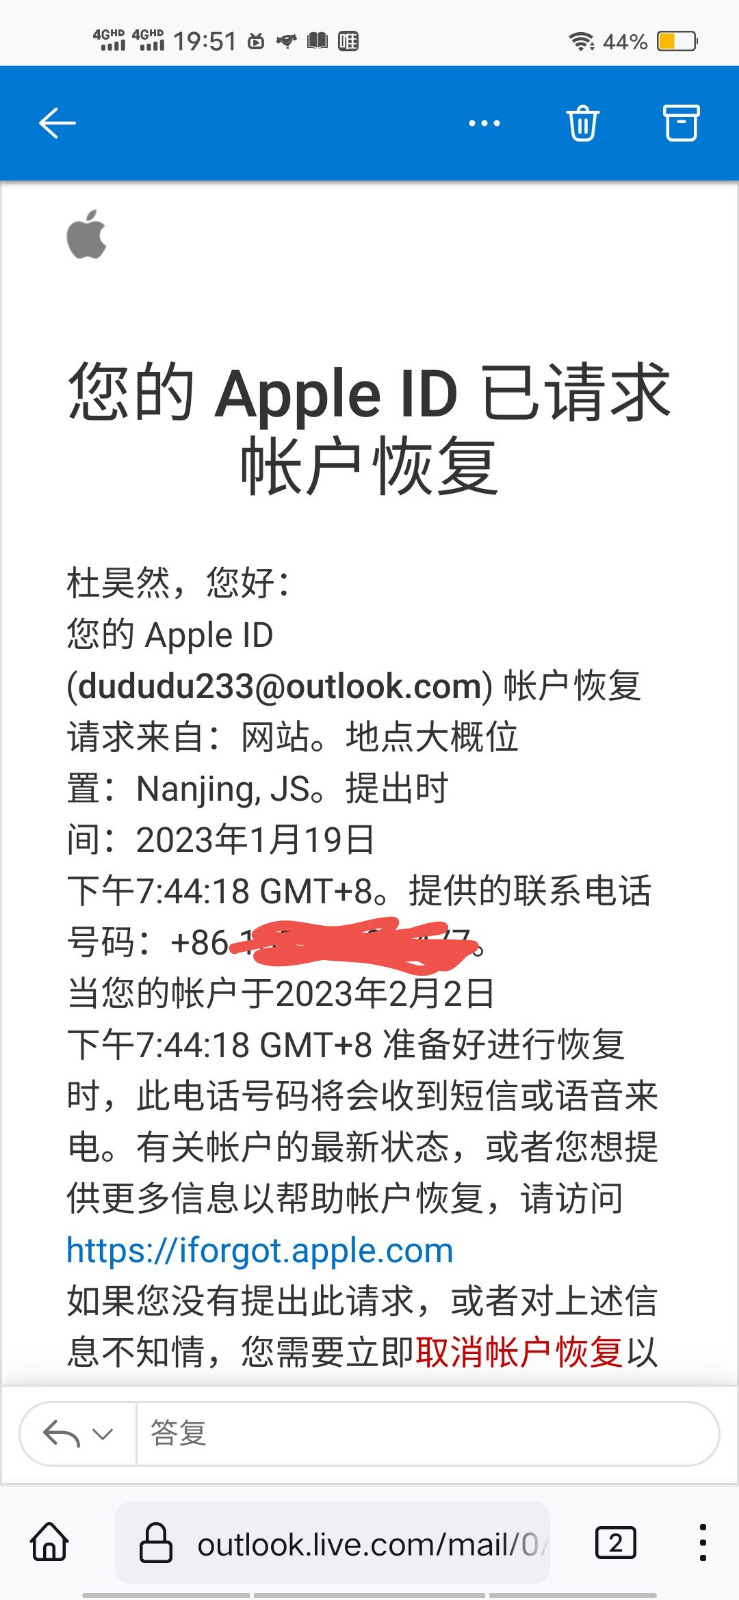 4GHD 4GHD 19:51 44%
您的 Apple ID 已请求
帐户恢复
杜昊然，您好：
您的 Apple ID
(dududu233@outlook.com) 帐户恢复
请求来自：网站。地点大概位
置：Nanjing, JS。提出时
间：2023年1月19日
下午7:44:18 GMT+8。提供的联系电话
号码：+86
当您的帐户于2023年2月2日
下午7:44:18 GMT+8 准备好进行恢复
时，此电话号码将会收到短信或语音来
电。有关帐户的最新状态，或者您想提
供更多信息以帮助帐户恢复，请访问
https://iforgot.apple.com
如果您没有提出此请求，或者对上述信
息不知情，您需要立即取消帐户恢复以
答复
outlook.live.com/mail/0/
2